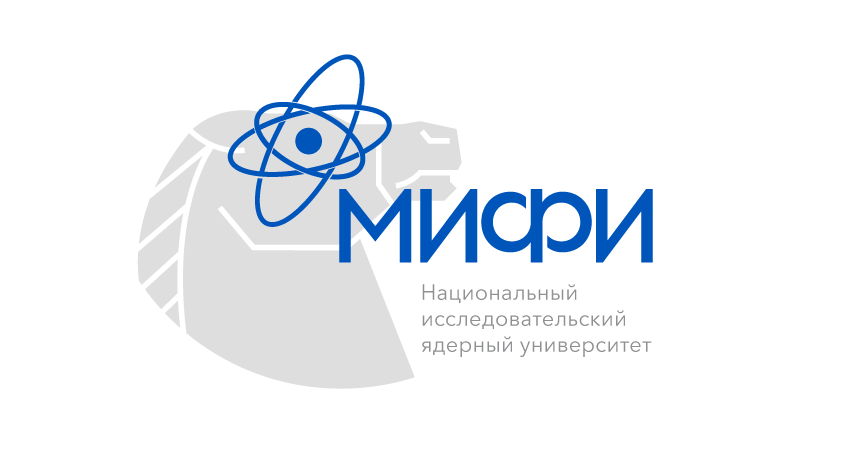 МИФИ
Национальный
исследовательский
ядерный университет